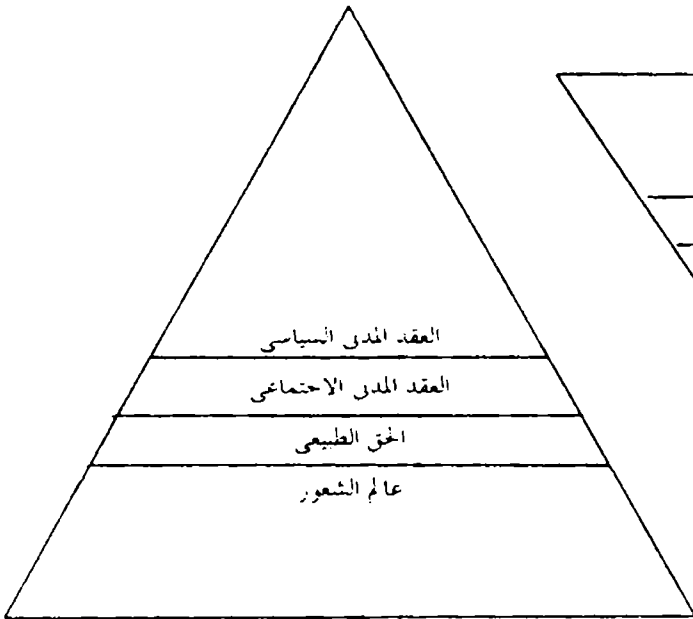 العقد المدنى السياسى
العقد المدنى الاجتماعى
الحق الطبيعى
عالم الشعور